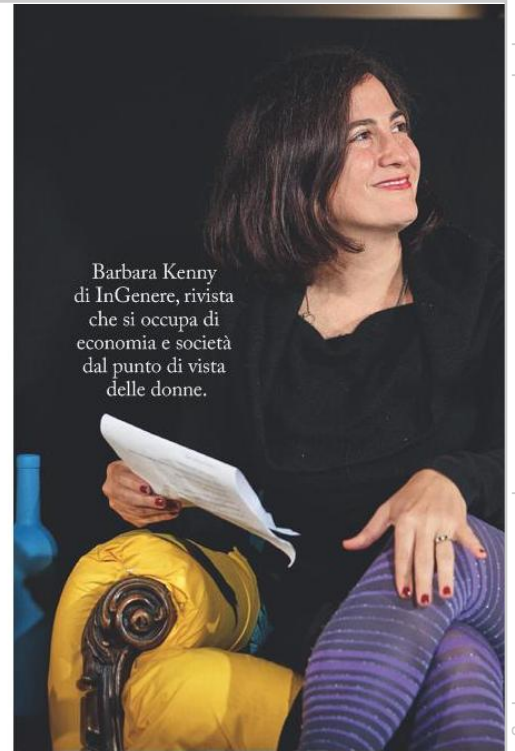 Barbara Kenny
di InGenere, rivista
che si occupa di
economia e società
dal punto di vista
delle donne.